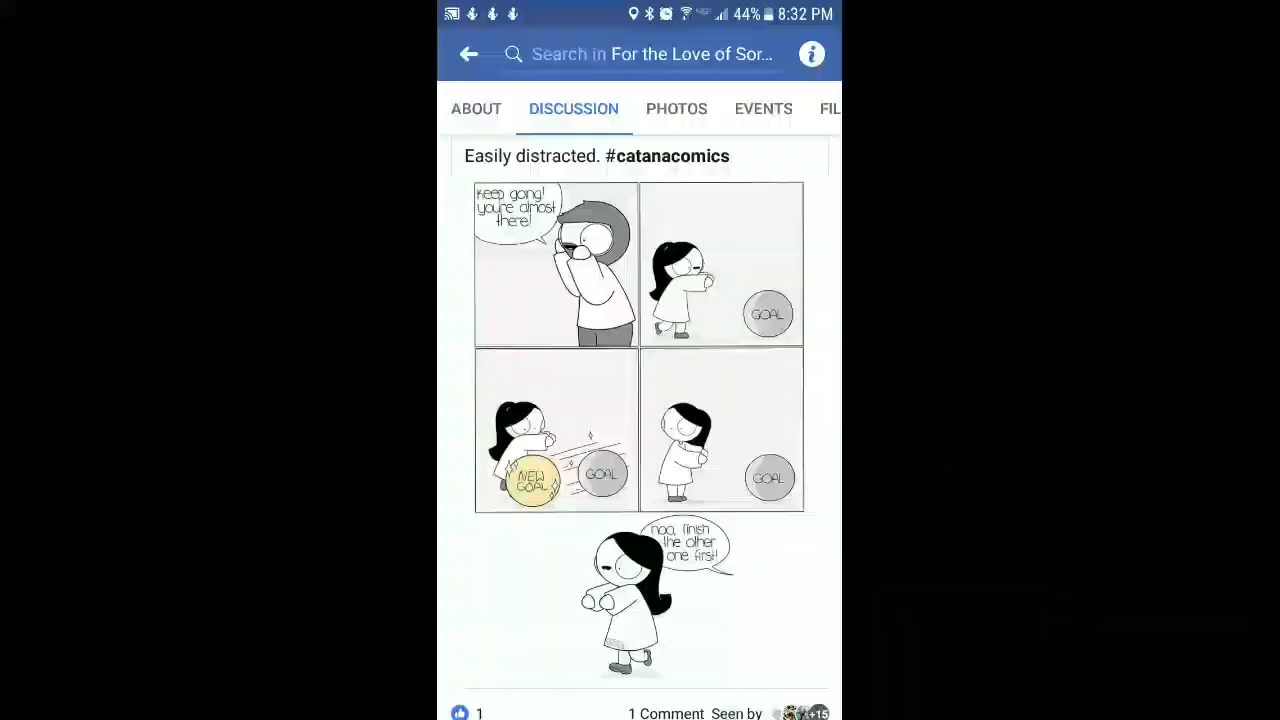 44% 8:32 PM
Search in For the Love of Sor...
ABOUT DISCUSSION PHOTOS EVENTS FIL
Easily distracted. #catanacomics
keep going!
you're almost
there!
GOAL
NEW
GOAL
GOAL
GOAL
noo, finish
the other
one first!
1 1 Comment Seen by +15